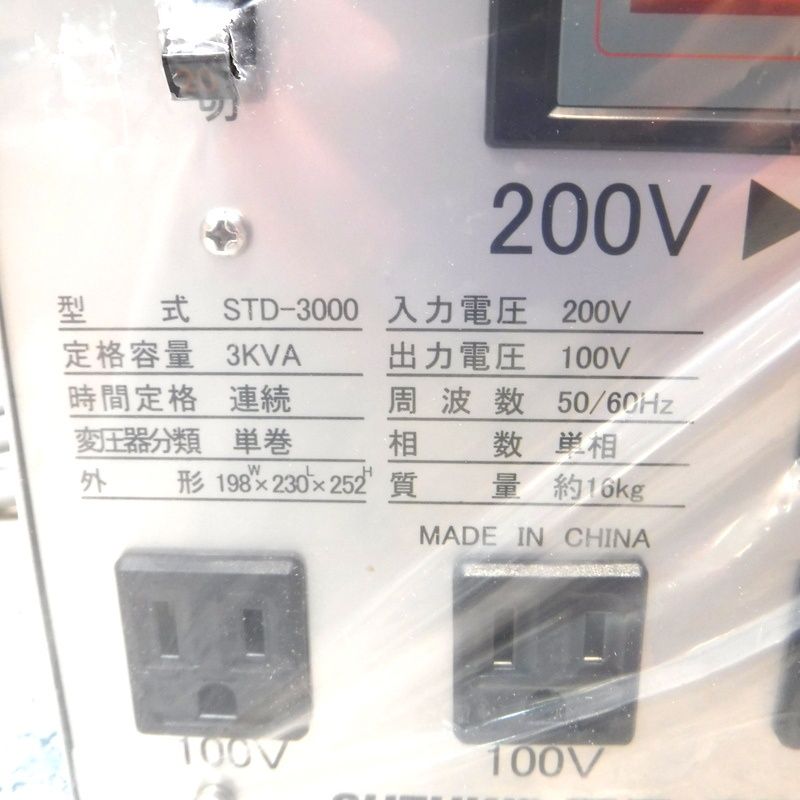 切
200V ▶
型式 STD-3000 入力電圧 200V
定格容量 3KVA 出力電圧 100V
時間定格 連続 周波数 50/60Hz
変圧器分類 単巻 相数 単相
外形 198W×230L×252H 質量 約16kg
MADE IN CHINA
100V 100V